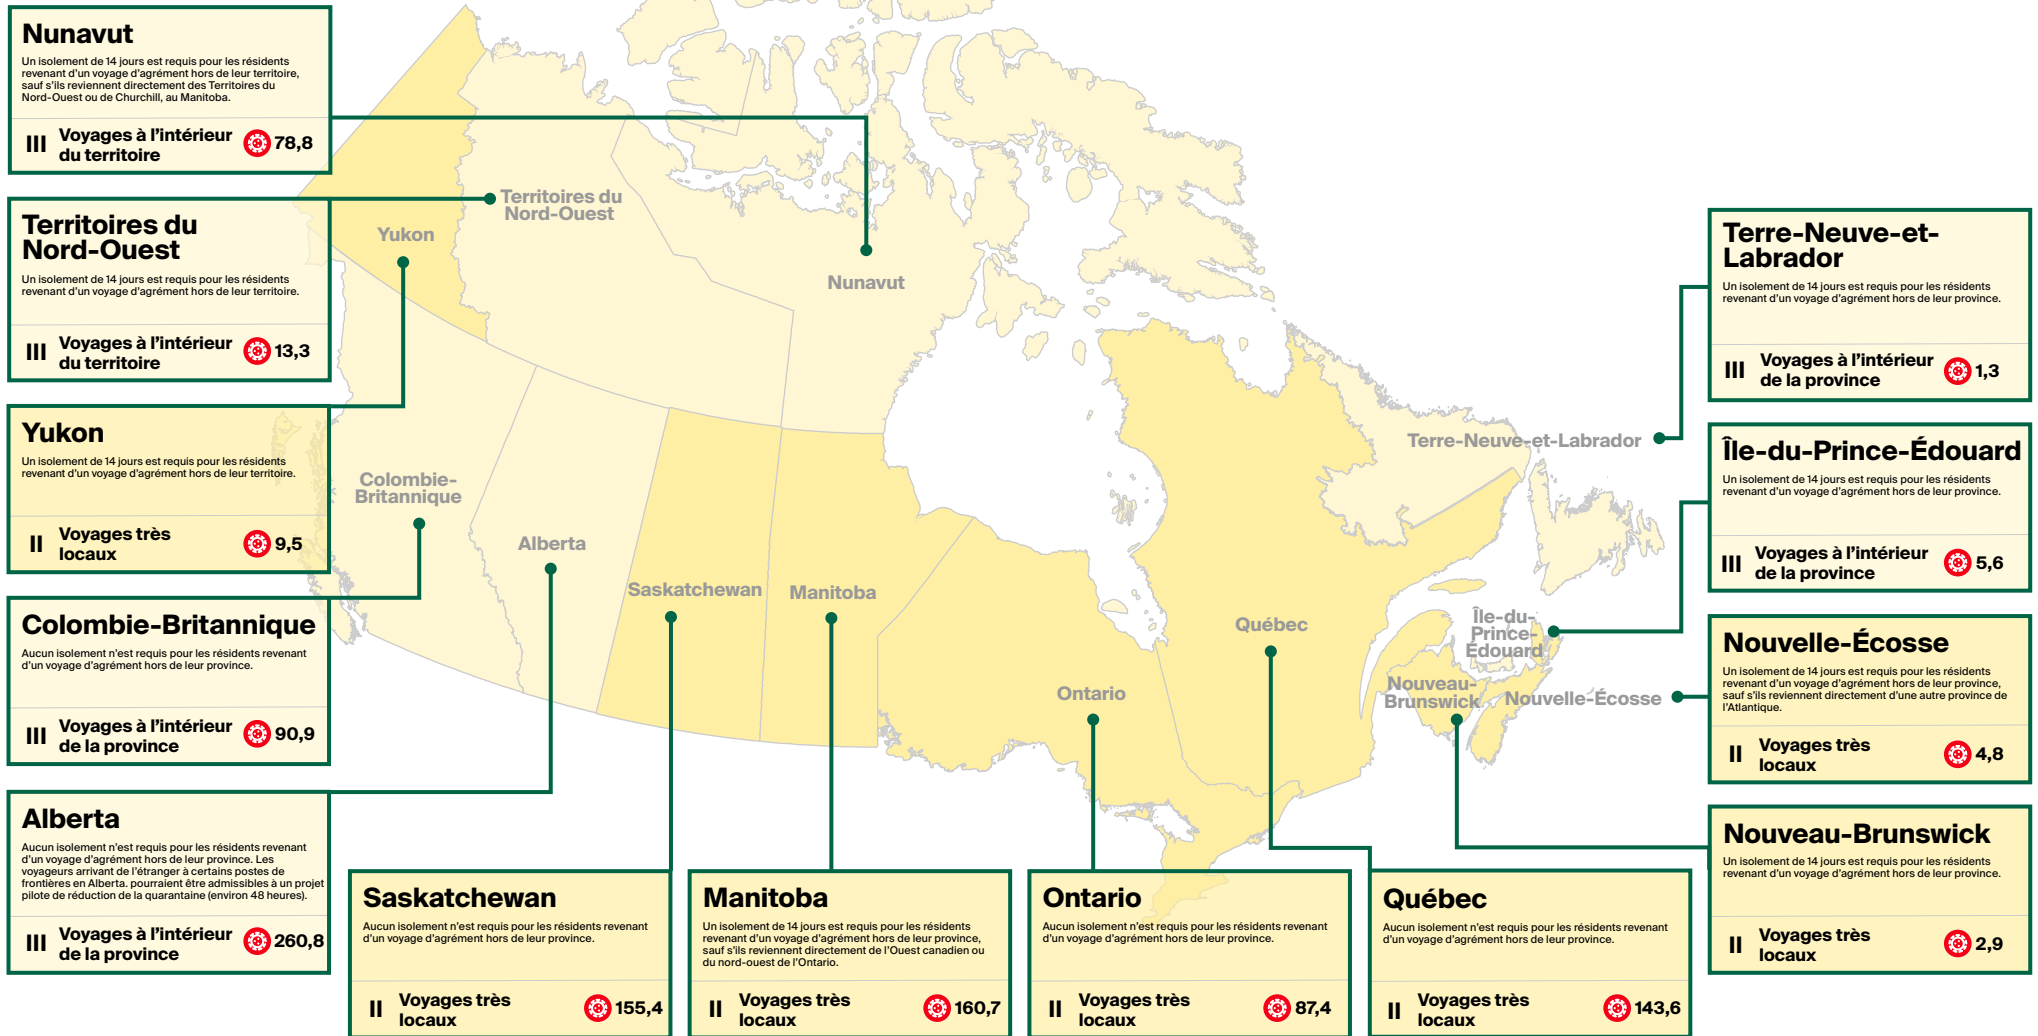 Nunavut
Un isolement de 14 jours est requis pour les résidents
revenant d'un voyage d'agrément hors de leur territoire,
sauf s'ils reviennent directement des Territoires du
Nord-Ouest ou de Churchill, au Manitoba.
III Voyages à l'intérieur
du territoire
78,8
Territoires du
Nord-Ouest
Un isolement de 14 jours est requis pour les résidents
revenant d'un voyage d'agrément hors de leur territoire.
III Voyages à l'intérieur
du territoire
13,3
Yukon
Un isolement de 14 jours est requis pour les résidents
revenant d'un voyage d'agrément hors de leur territoire.
II Voyages très
locaux
9,5
Colombie-Britannique
Aucun isolement n'est requis pour les résidents revenant
d'un voyage d'agrément hors de leur province.
III Voyages à l'intérieur
de la province
90,9
Alberta
Aucun isolement n'est requis pour les résidents revenant
d'un voyage d'agrément hors de leur province. Les
voyageurs arrivant de l'étranger à certains postes de
frontières en Alberta. pourraient être admissibles à un projet
pilote de réduction de la quarantaine (environ 48 heures).
III Voyages à l'intérieur
de la province
260,8
Saskatchewan
Aucun isolement n'est requis pour les résidents revenant
d'un voyage d'agrément hors de leur province.
II Voyages très
locaux
155,4
Manitoba
Un isolement de 14 jours est requis pour les résidents
revenant d'un voyage d'agrément hors de leur province,
sauf s'ils reviennent directement de l'Ouest canadien ou
du nord-ouest de l'Ontario.
II Voyages très
locaux
160,7
Ontario
Aucun isolement n'est requis pour les résidents revenant
d'un voyage d'agrément hors de leur province.
II Voyages très
locaux
87,4
Québec
Aucun isolement n'est requis pour les résidents revenant
d'un voyage d'agrément hors de leur province.
II Voyages très
locaux
143,6
Terre-Neuve-et-
Labrador
Un isolement de 14 jours est requis pour les résidents
revenant d'un voyage d'agrément hors de leur province.
III Voyages à l'intérieur
de la province
1,3
Île-du-Prince-Édouard
Un isolement de 14 jours est requis pour les résidents
revenant d'un voyage d'agrément hors de leur province.
III Voyages à l'intérieur
de la province
5,6
Nouvelle-Écosse
Un isolement de 14 jours est requis pour les résidents
revenant d'un voyage d'agrément hors de leur province,
sauf s'ils reviennent directement d'une autre province de
l'Atlantique.
II Voyages très
locaux
4,8
Nouveau-Brunswick
Un isolement de 14 jours est requis pour les résidents
revenant d'un voyage d'agrément hors de leur province.
II Voyages très
locaux
2,9
Territoires du
Nord-Ouest
Yukon
Nunavut
Colombie-
Britannique
Alberta
Saskatchewan
Manitoba
Ontario
Québec
Terre-Neuve-et-Labrador
Île-du-
Prince-
Édouard
Nouveau-
Brunswick
Nouvelle-Écosse